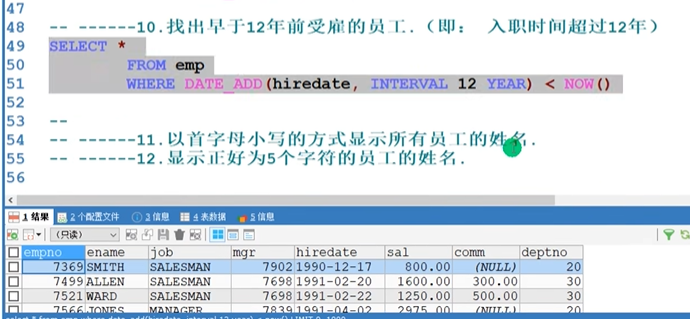 47
48 -- ------10.找出早于12年前受雇的员工.（即： 入职时间超过12年）
49 SELECT *
50 FROM emp
51 WHERE DATE_ADD(hiredate, INTERVAL 12 YEAR) < NOW()
52
53 --
54 -- ------11.以首字母小写的方式显示所有员工的姓名.
55 -- ------12.显示正好为5个字符的员工的姓名.
56
1 结果 2 个配置文件 3 信息 4 表数据 5 信息
(只读)
empno ename job mgr hiredate sal comm deptno
7369 SMITH SALESMAN 7902 1990-12-17 800.00 (NULL) 20
7499 ALLEN SALESMAN 7698 1991-02-20 1600.00 300.00 30
7521 WARD SALESMAN 7698 1991-02-22 1250.00 500.00 30
7566 JONES MANAGER 7839 1991-04-02 2975.00 (NULL) 20